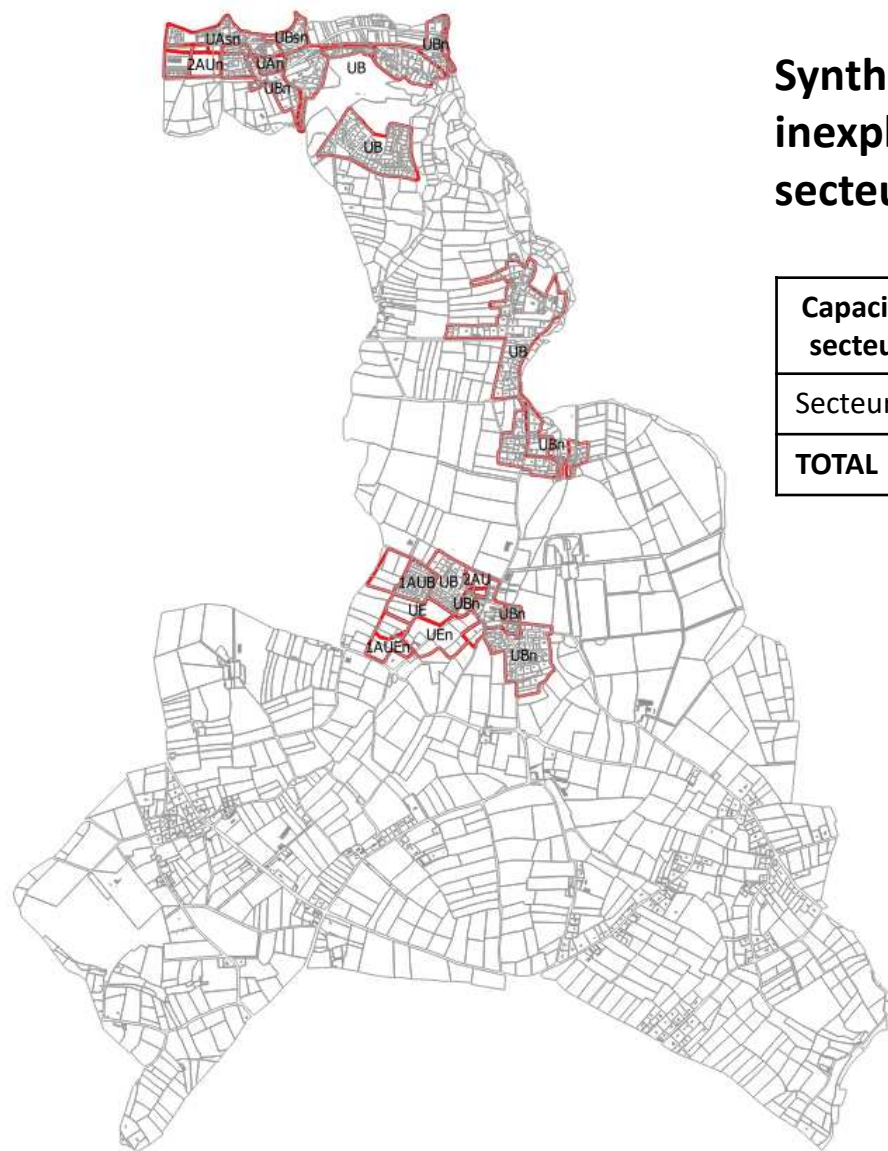 UAsn
UBsn
UBn
2AUn
UAn
UB
UBn
UB
Synth
inexpl
secteu
Capaci
secteu
Secteur
TOTAL
UB
UBn
1AUB
UB
2AU
UBn
UBn
UE
UEn
1AUEn
UBn